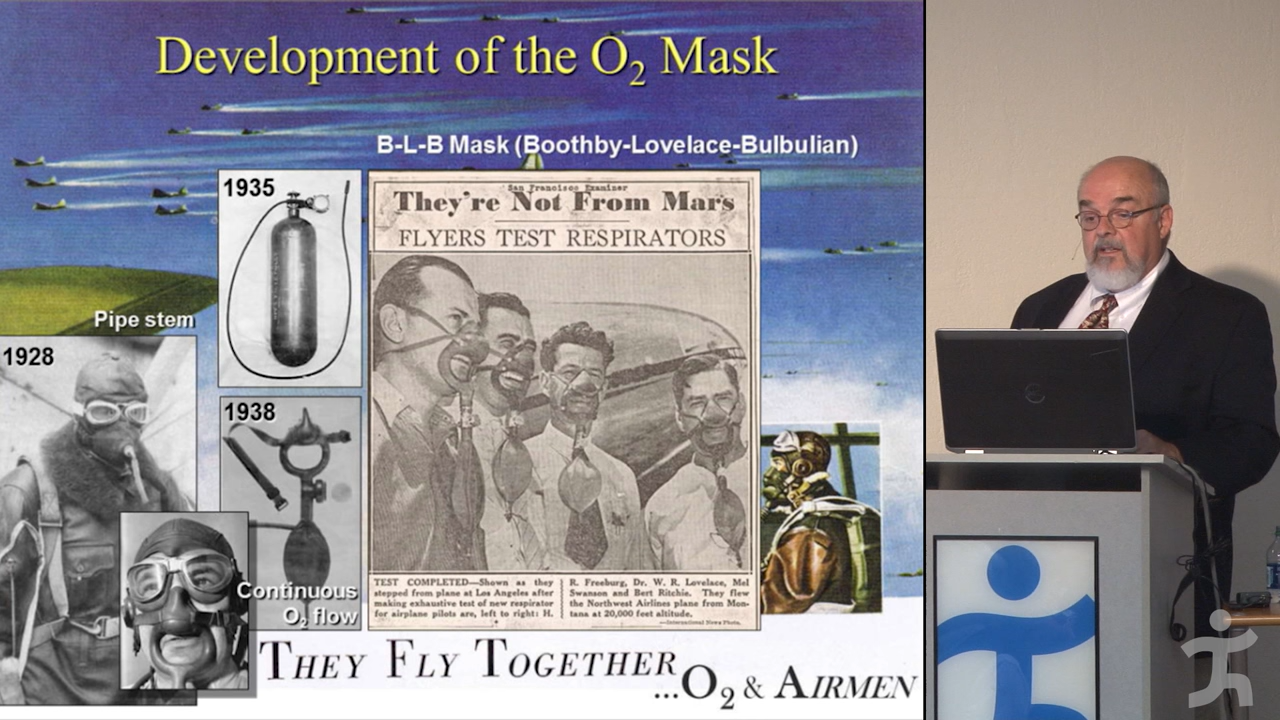 Development of the O₂ Mask
B-L-B Mask (Boothby-Lovelace-Bulbulian)
1935
San Francisco Examiner
They're Not From Mars
FLYERS TEST RESPIRATORS
Pipe stem
1928
1938
Continuous
O₂ flow
TEST COMPLETED—Shown as they
stepped from plane at Los Angeles after
making exhaustive test of new respirator
for airplane pilots are, left to right: H.
R. Freeburg, Dr. W. R. Lovelace, Mel
Swanson and Bert Ritchie. They flew
the Northwest Airlines plane from Mon-
tana at 20,000 feet altitude.
—International News Photo.
THEY FLY TOGETHER
...O₂ & AIRMEN